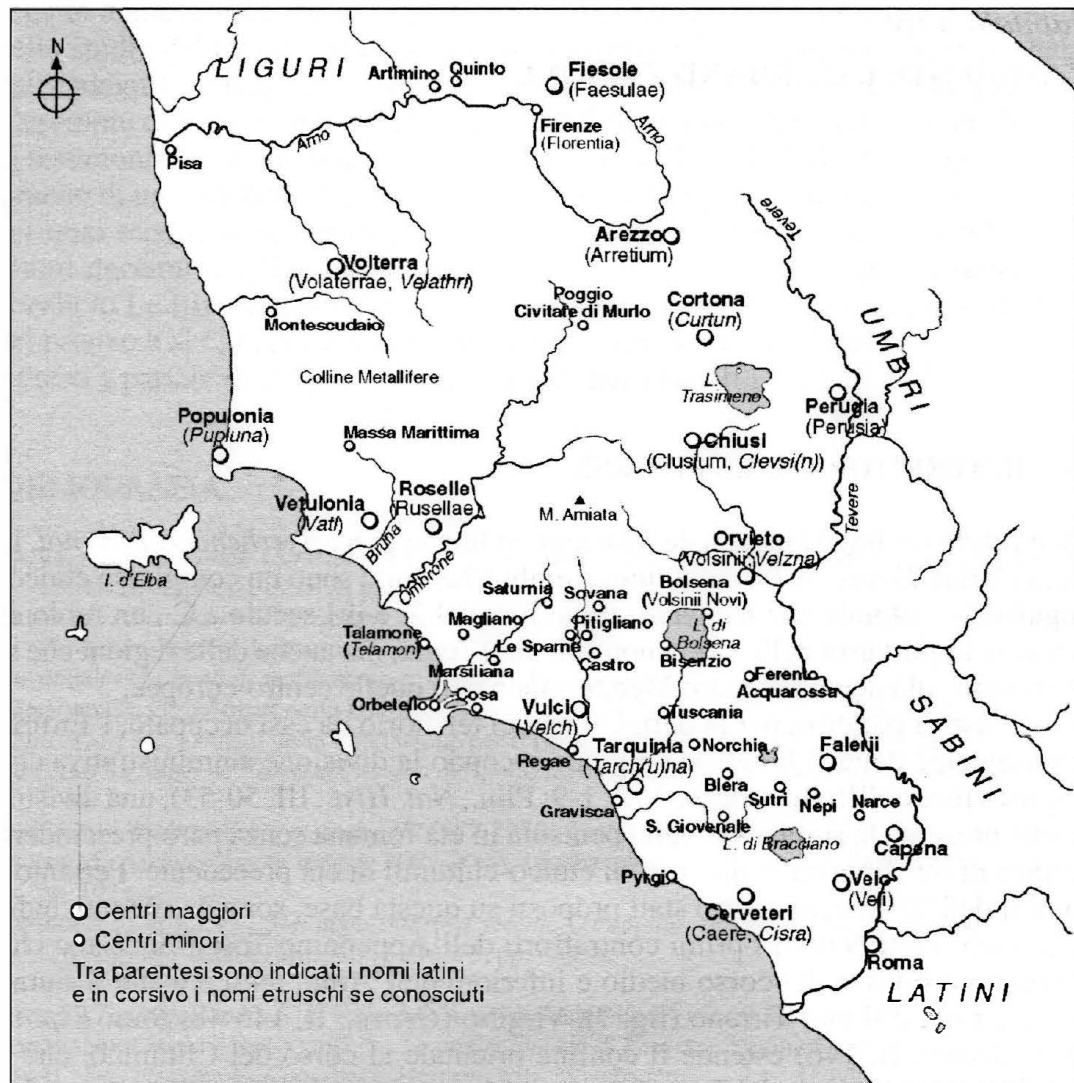 N
LIGURI
Artimino
Quinto
Fiesole
(Faesulae)
Firenze
(Florentia)
Arno
Arno
Pisa
Tevere
Arezzo
(Arretium)
Volterra
(Volaterrae, Velathri)
Poggio
Civitate di Murlo
Cortona
(Curtun)
Montescudaio
UMBRI
Colline Metallifere
L.
Trasimeno
Perugia
(Perusia)
Populonia
(Pupluna)
Massa Marittima
Chiusi
(Clusium, Clevsi(n))
Vetulonia
(Vatl)
Roselle
(Rusellae)
Bruna
Ombrone
M. Amiata
Tevere
Orvieto
(Volsinii, Velzna)
I. d'Elba
Bolsena
(Volsinii Novi)
Saturnia
Sovana
Magliano
Pitigliano
L. di
Bolsena
Talamone
(Telamon)
Le Sparne
Castro
Bisenzio
Marsiliana
Ferento
Acquarossa
Cosa
Orbetello
Vulci
(Velch)
Tuscania
SABINI
Regae
Tarquinia
(Tarch(u)na)
Norchia
Falerii
Blera
Sutri
Nepi
Narce
Gravisca
S. Giovenale
L. di Bracciano
Capena
Pyrgi
Veio
(Veii)
Cerveteri
(Caere, Cisra)
Roma
LATINI
Centri maggiori
Centri minori
Tra parentesi sono indicati i nomi latini
e in corsivo i nomi etruschi se conosciuti